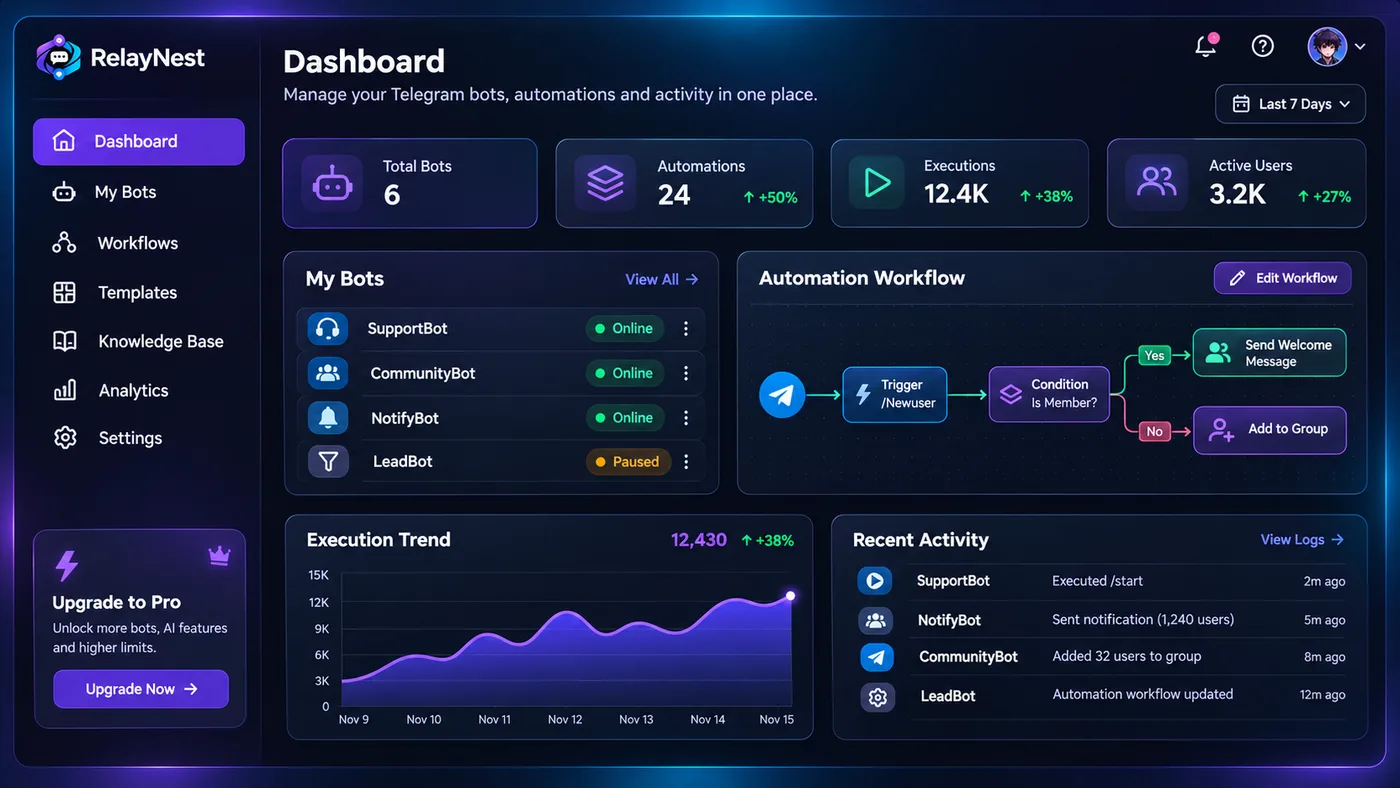 RelayNest
Dashboard
My Bots
Workflows
Templates
Knowledge Base
Analytics
Settings
Upgrade to Pro
Unlock more bots, AI features
and higher limits.
Upgrade Now
Dashboard
Manage your Telegram bots, automations and activity in one place.
Last 7 Days
Total Bots
6
Automations
24
+50%
Executions
12.4K
+38%
Active Users
3.2K
+27%
My Bots
View All
SupportBot
Online
CommunityBot
Online
NotifyBot
Online
LeadBot
Paused
Automation Workflow
Edit Workflow
Trigger
/Newuser
Condition
Is Member?
Yes
Send Welcome
Message
No
Add to Group
Execution Trend
12,430
+38%
15K
12K
9K
6K
3K
0
Nov 9
Nov 10
Nov 11
Nov 12
Nov 13
Nov 14
Nov 15
Recent Activity
View Logs
SupportBot
Executed /start
2m ago
NotifyBot
Sent notification (1,240 users)
5m ago
CommunityBot
Added 32 users to group
8m ago
LeadBot
Automation workflow updated
12m ago